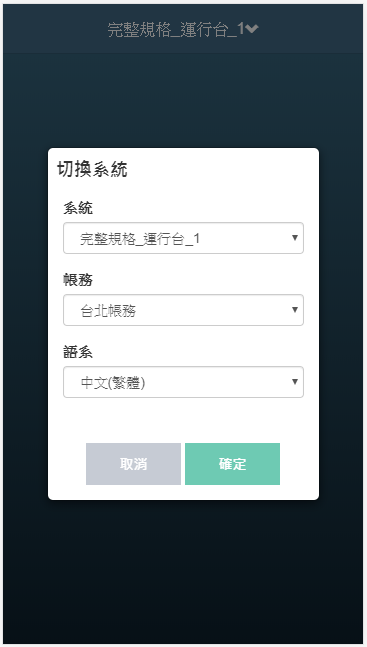 完整規格_運行台_1
切換系統
系統
完整規格_運行台_1
帳務
台北帳務
語系
中文(繁體)
取消 確定